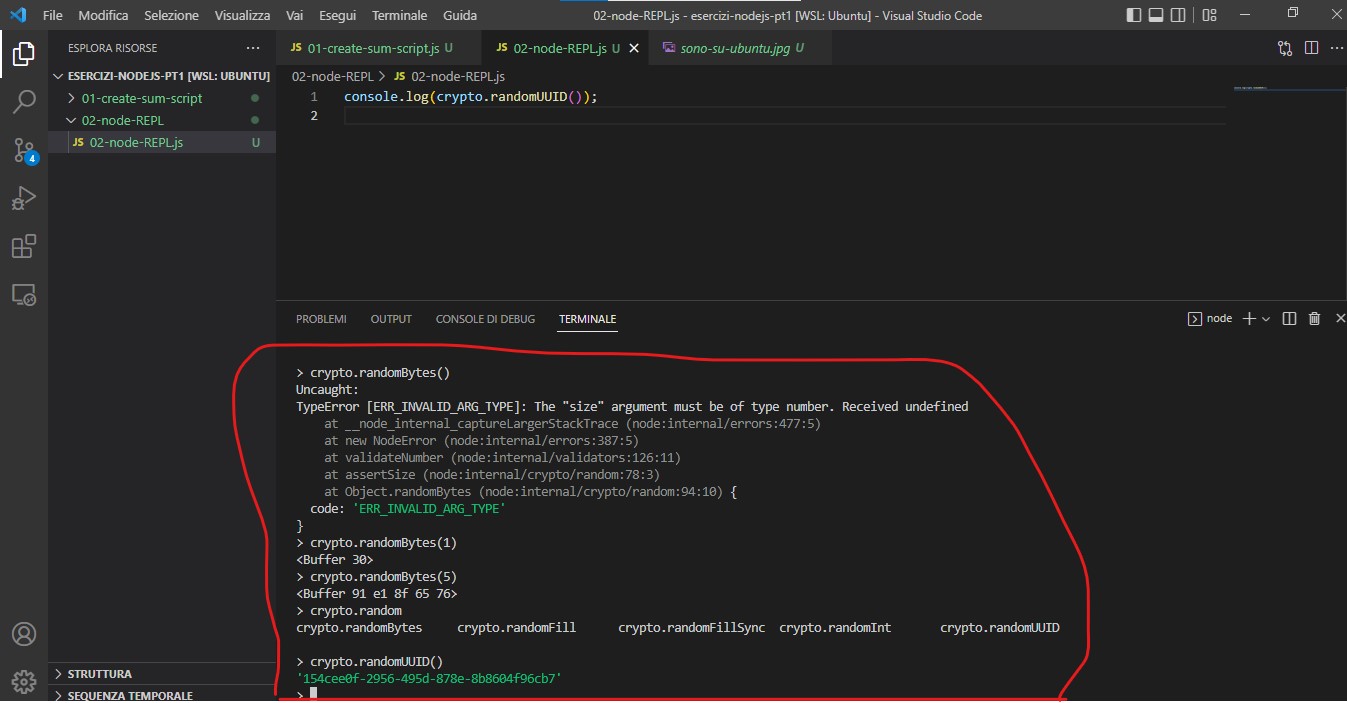 File Modifica Selezione Visualizza Vai Esegui Terminale Guida 02-node-REPL.js - esercizi-nodejs-pt1 [WSL: Ubuntu] - Visual Studio Code
ESPLORA RISORSE ...
JS 01-create-sum-script.js U JS 02-node-REPL.js U sono-su-ubuntu.jpg U
ESERCIZI-NODEJS-PT1 [WSL: UBUNTU]
01-create-sum-script
02-node-REPL
JS 02-node-REPL.js U
4
02-node-REPL > JS 02-node-REPL.js
1 console.log(crypto.randomUUID());
2
PROBLEMI OUTPUT CONSOLE DI DEBUG TERMINALE node
> crypto.randomBytes()
Uncaught:
TypeError [ERR_INVALID_ARG_TYPE]: The "size" argument must be of type number. Received undefined
at __node_internal_captureLargerStackTrace (node:internal/errors:477:5)
at new NodeError (node:internal/errors:387:5)
at validateNumber (node:internal/validators:126:11)
at assertSize (node:internal/crypto/random:78:3)
at Object.randomBytes (node:internal/crypto/random:94:10) {
code: 'ERR_INVALID_ARG_TYPE'
}
> crypto.randomBytes(1)
<Buffer 30>
> crypto.randomBytes(5)
<Buffer 91 e1 8f 65 76>
> crypto.random
crypto.randomBytes crypto.randomFill crypto.randomFillSync crypto.randomInt crypto.randomUUID
> crypto.randomUUID()
'154cee0f-2956-495d-878e-8b8604f96cb7'
>
STRUTTURA
SEQUENZA TEMPORALE